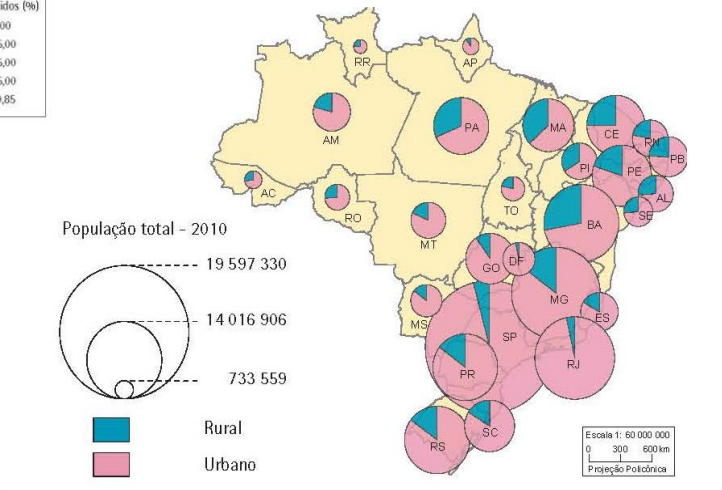 idos (%)
00
5,00
5,00
5,00
9,85
RR
AP
AM
PA
MA
CE
RN
PB
PI
PE
AL
SE
AC
RO
TO
MT
BA
GO
DF
MG
ES
MS
SP
RJ
PR
SC
RS
População total - 2010
19 597 330
14 016 906
733 559
Rural
Urbano
Escala 1: 60 000 000
0 300 600 km
Projeção Policônica